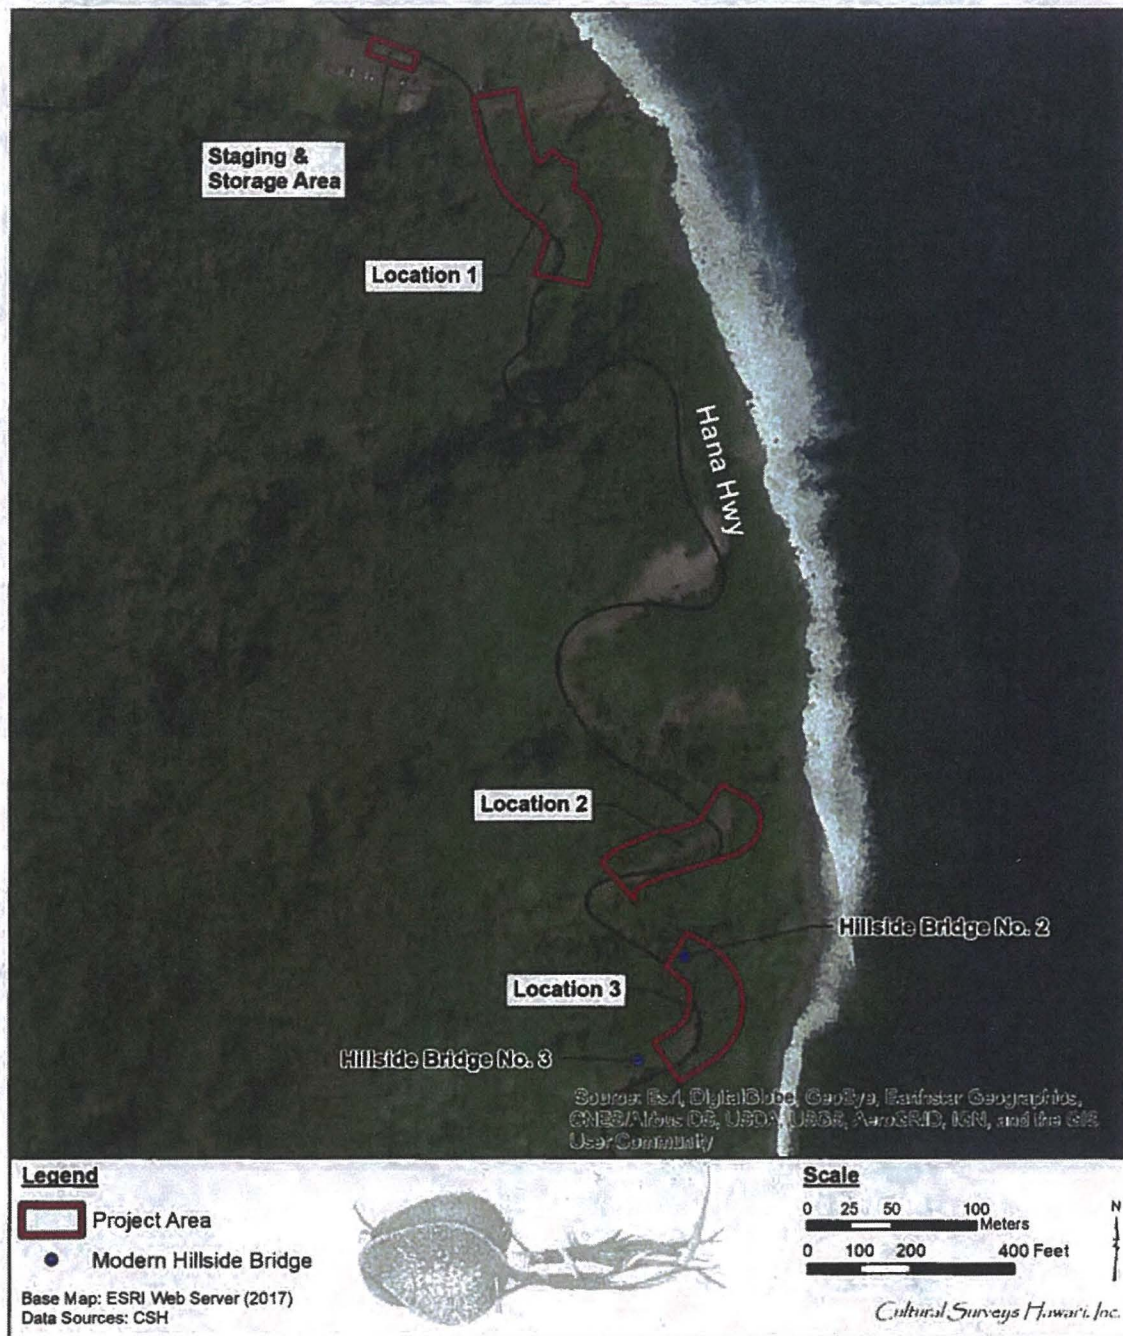 Staging &
Storage Area
Location 1
Hana Hwy
Location 2
Hillside Bridge No. 2
Location 3
Hillside Bridge No. 3
Source: Esri, DigitalGlobe, GeoEye, Earthstar Geographics,
CNES/Airbus DS, USDA, USGS, AeroGRID, IGN, and the GIS
User Community
Legend
Project Area
Modern Hillside Bridge
Base Map: ESRI Web Server (2017)
Data Sources: CSH
Scale
0 25 50 100
Meters
0 100 200 400 Feet
N
Cultural Surveys Hawai'i, Inc.